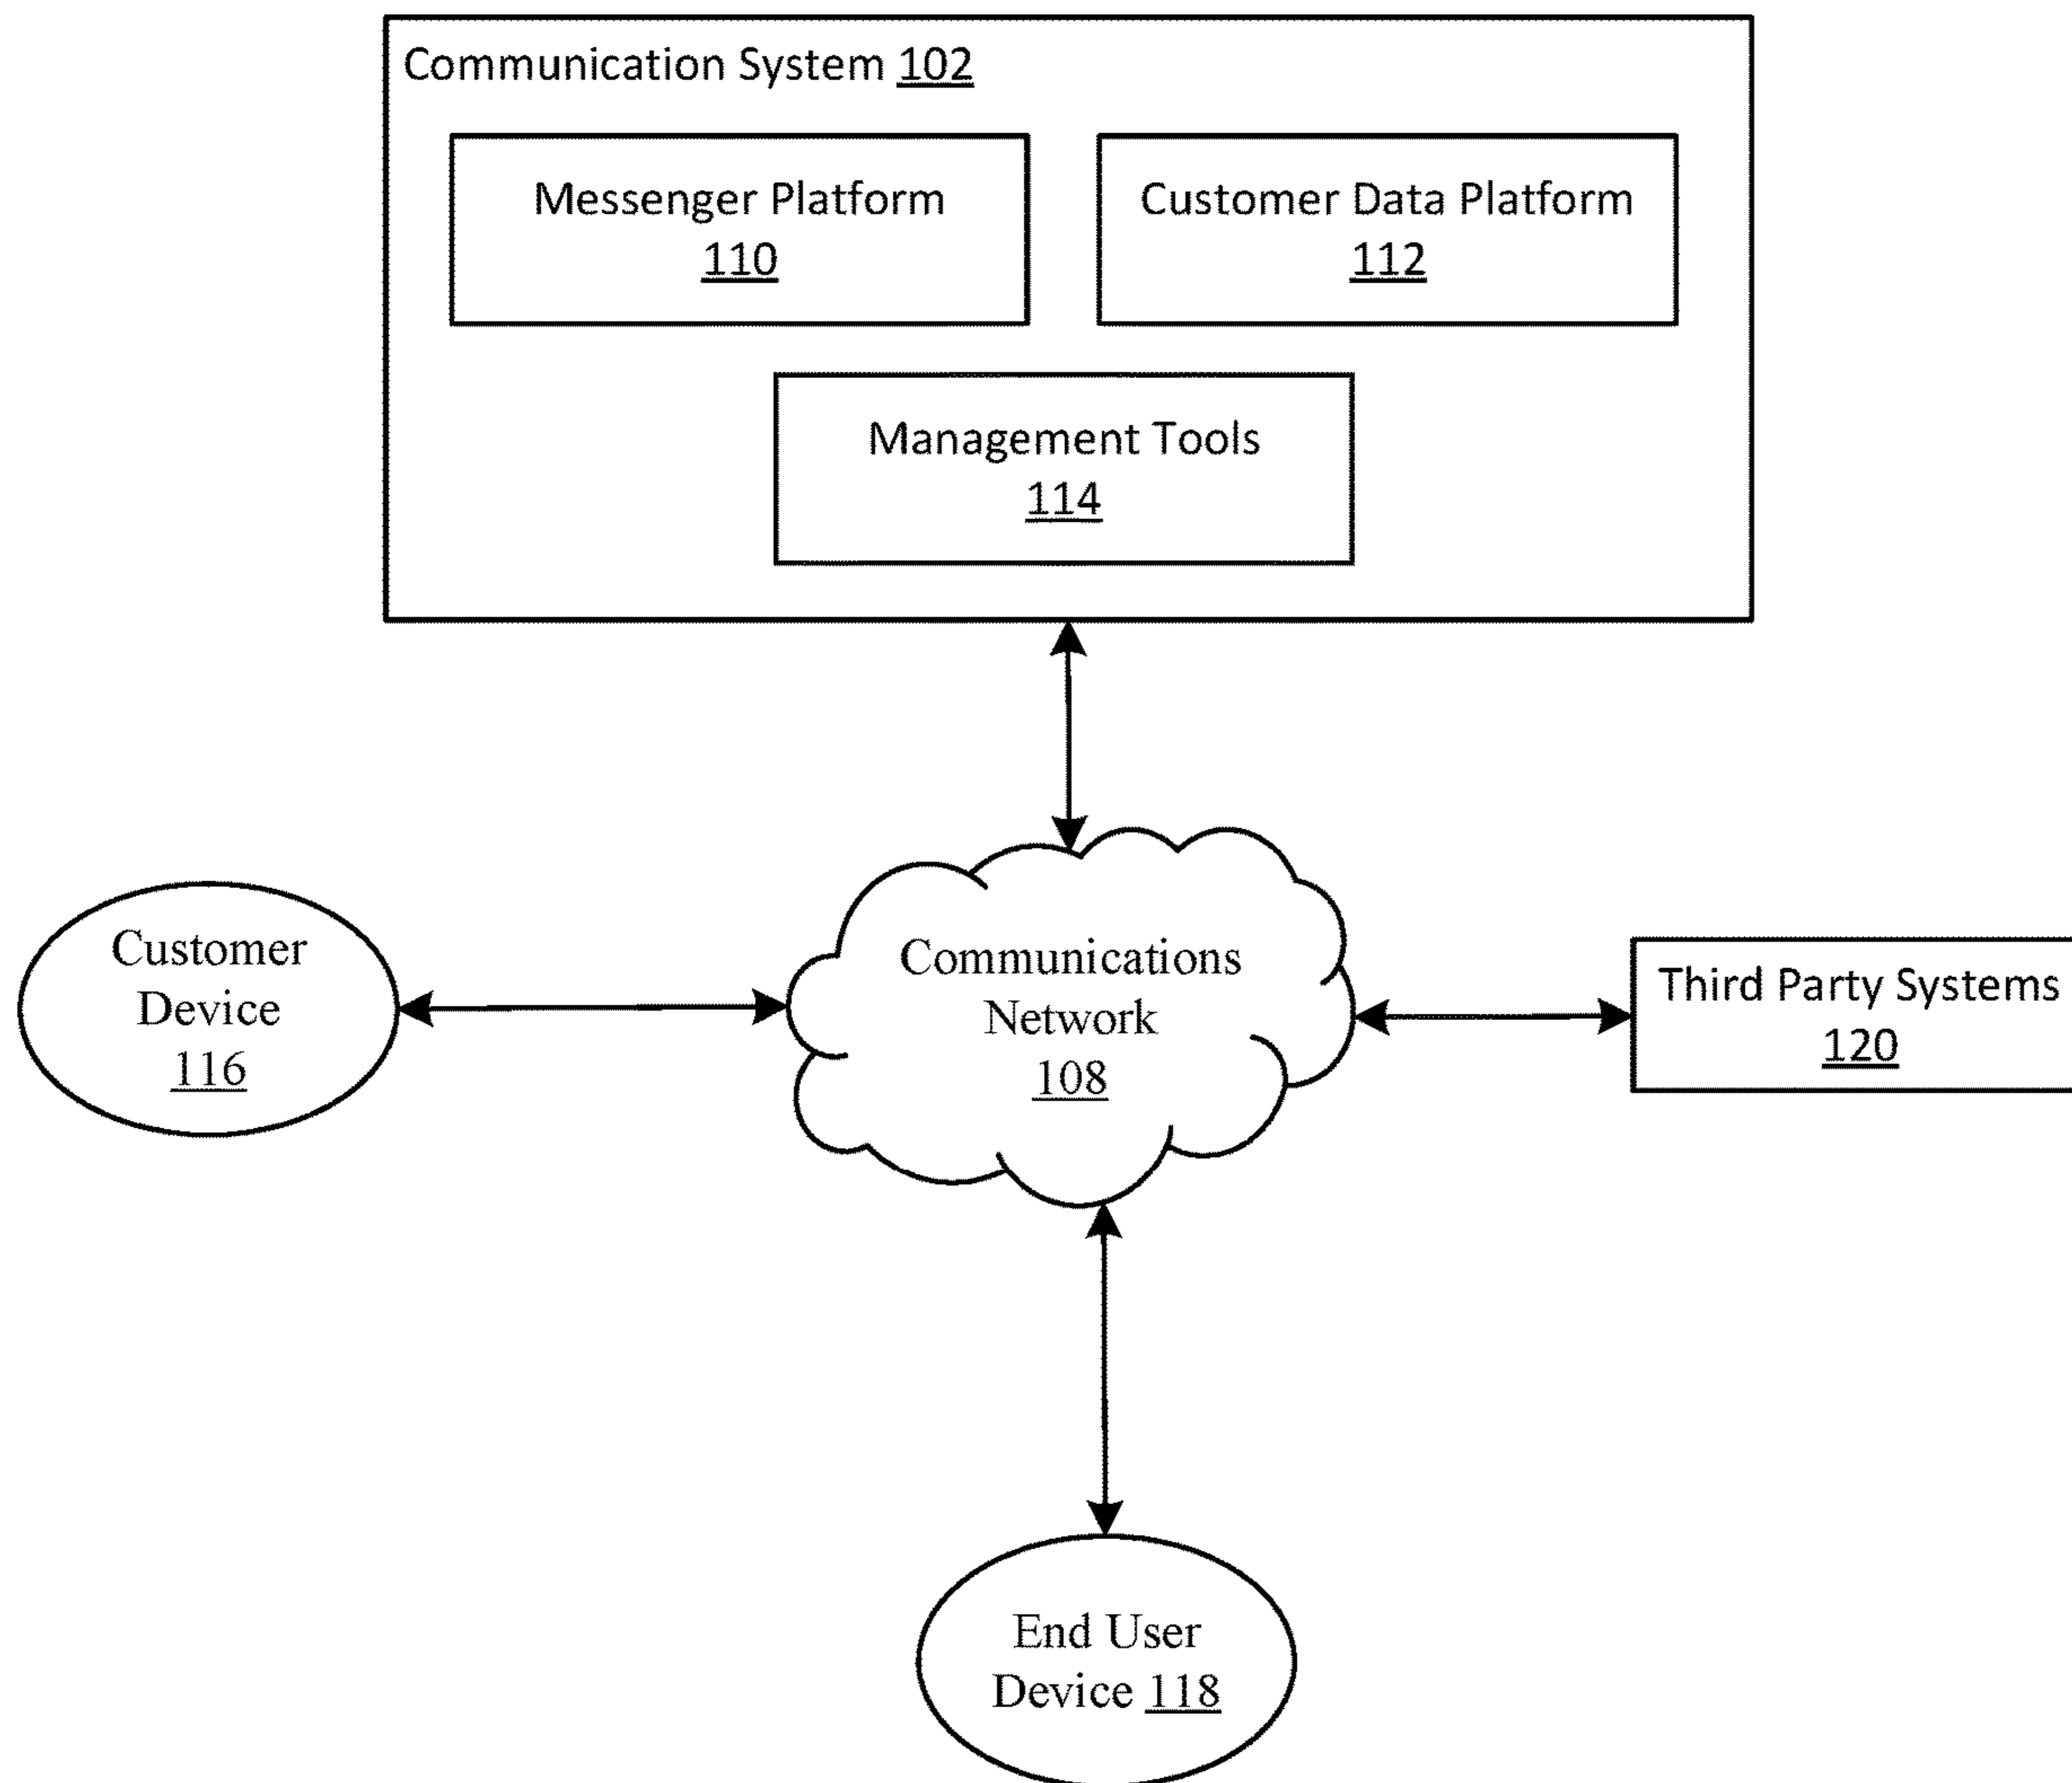 Communication System 102
Messenger Platform
110
Customer Data Platform
112
Management Tools
114
Customer
Device
116
Communications
Network
108
Third Party Systems
120
End User
Device 118